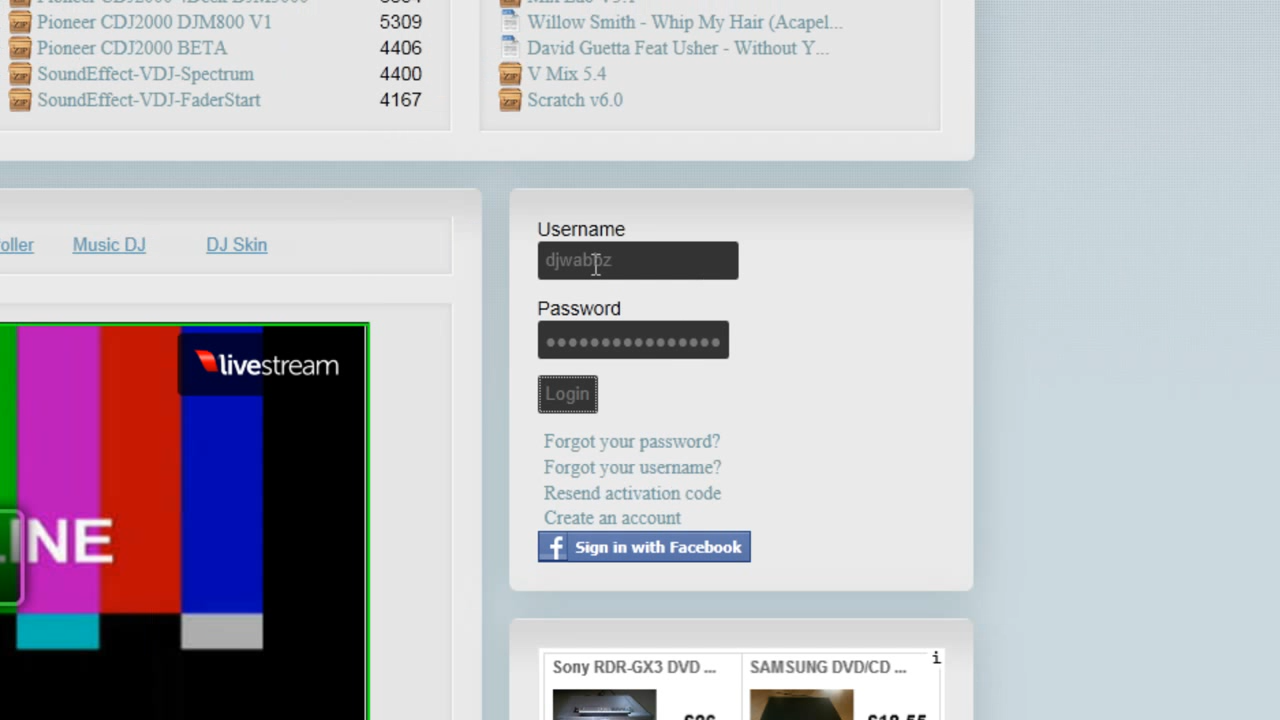 Pioneer CDJ2000 DJM800 V1 5309
Pioneer CDJ2000 BETA 4406
SoundEffect-VDJ-Spectrum 4400
SoundEffect-VDJ-FaderStart 4167
Willow Smith - Whip My Hair (Acapel...
David Guetta Feat Usher - Without Y...
V Mix 5.4
Scratch v6.0
oller Music DJ DJ Skin
livestream
LINE
Username
Password
Login
Forgot your password?
Forgot your username?
Resend activation code
Create an account
f Sign in with Facebook
i
Sony RDR-GX3 DVD ... SAMSUNG DVD/CD ...